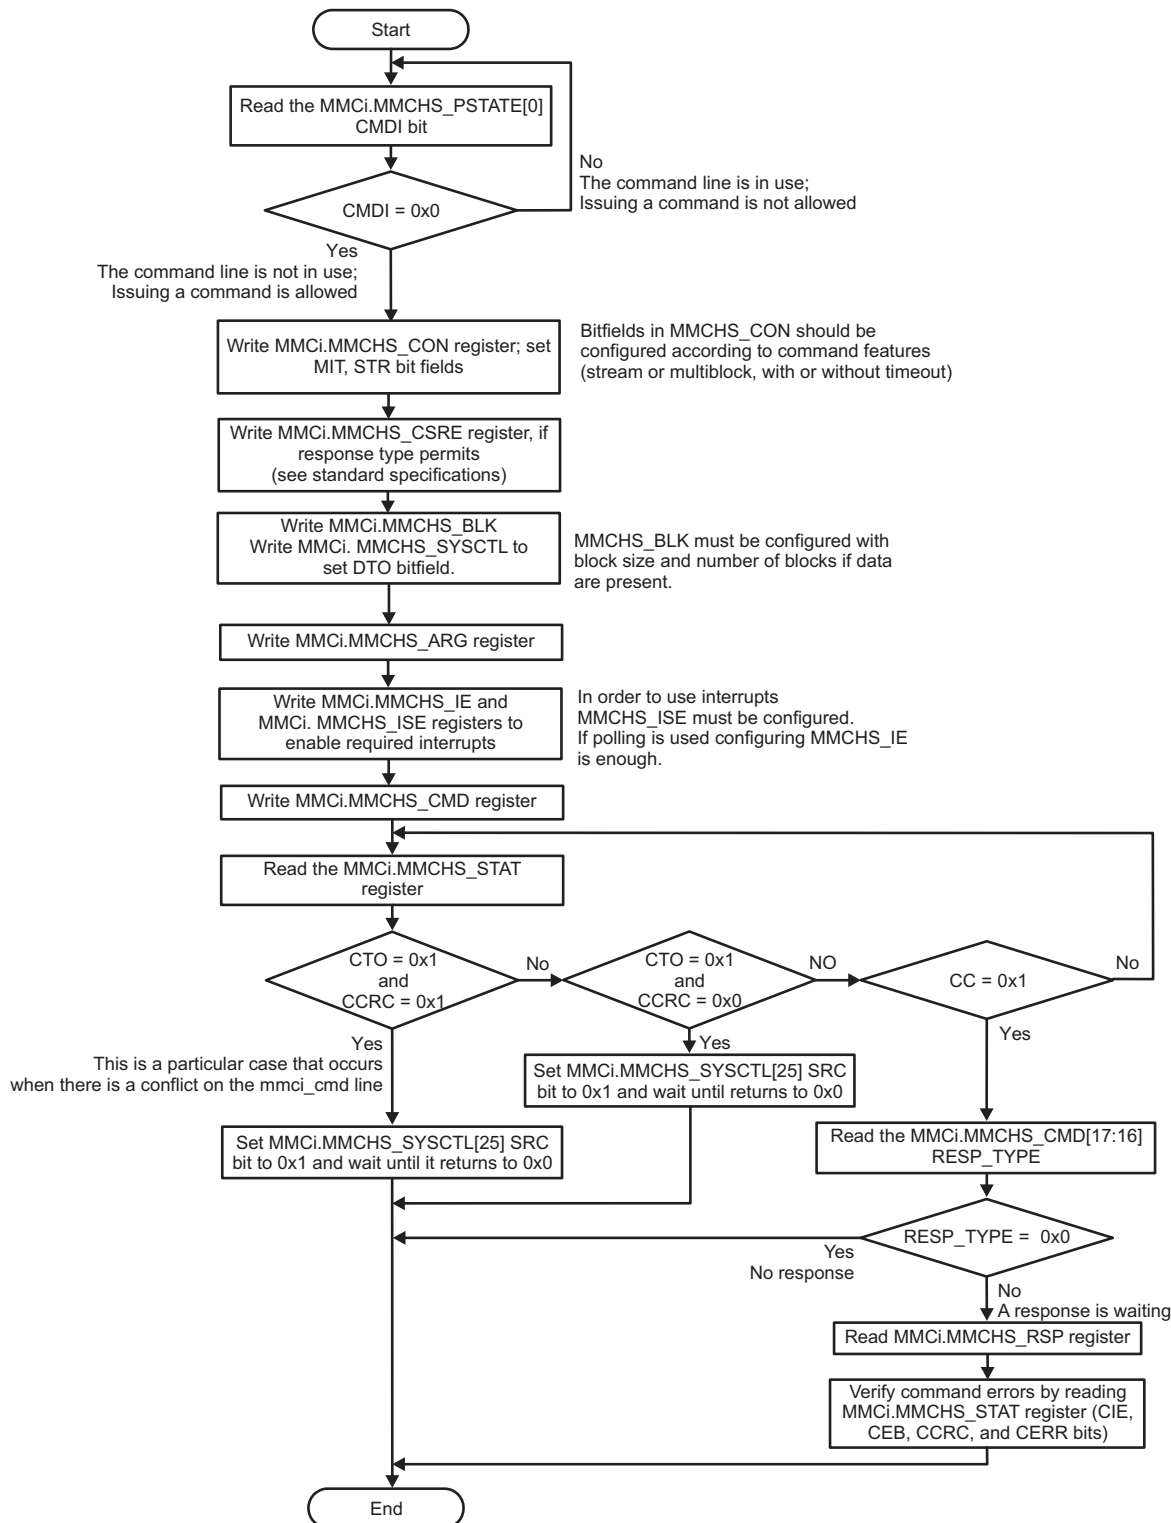 Start
Read the MMCi.MMCHS_PSTATE[0]
CMDI bit
No
The command line is in use;
Issuing a command is not allowed
CMDI = 0x0
Yes
The command line is not in use;
Issuing a command is allowed
Write MMCi.MMCHS_CON register; set
MIT, STR bit fields
Bitfields in MMCHS_CON should be
configured according to command features
(stream or multiblock, with or without timeout)
Write MMCi.MMCHS_CSRE register, if
response type permits
(see standard specifications)
Write MMCi.MMCHS_BLK
Write MMCi. MMCHS_SYSCTL to
set DTO bitfield.
MMCHS_BLK must be configured with
block size and number of blocks if data
are present.
Write MMCi.MMCHS_ARG register
Write MMCi.MMCHS_IE and
MMCi. MMCHS_ISE registers to
enable required interrupts
In order to use interrupts
MMCHS_ISE must be configured.
If polling is used configuring MMCHS_IE
is enough.
Write MMCi.MMCHS_CMD register
Read the MMCi.MMCHS_STAT
register
CTO = 0x1
and
CCRC = 0x1
No
CTO = 0x1
and
CCRC = 0x0
NO
CC = 0x1
No
Yes
This is a particular case that occurs
when there is a conflict on the mmci_cmd line
Yes
Yes
Set MMCi.MMCHS_SYSCTL[25] SRC
bit to 0x1 and wait until returns to 0x0
Set MMCi.MMCHS_SYSCTL[25] SRC
bit to 0x1 and wait until it returns to 0x0
Read the MMCi.MMCHS_CMD[17:16]
RESP_TYPE
RESP_TYPE = 0x0
Yes
No response
No
A response is waiting
Read MMCi.MMCHS_RSP register
Verify command errors by reading
MMCi.MMCHS_STAT register (CIE,
CEB, CCRC, and CERR bits)
End